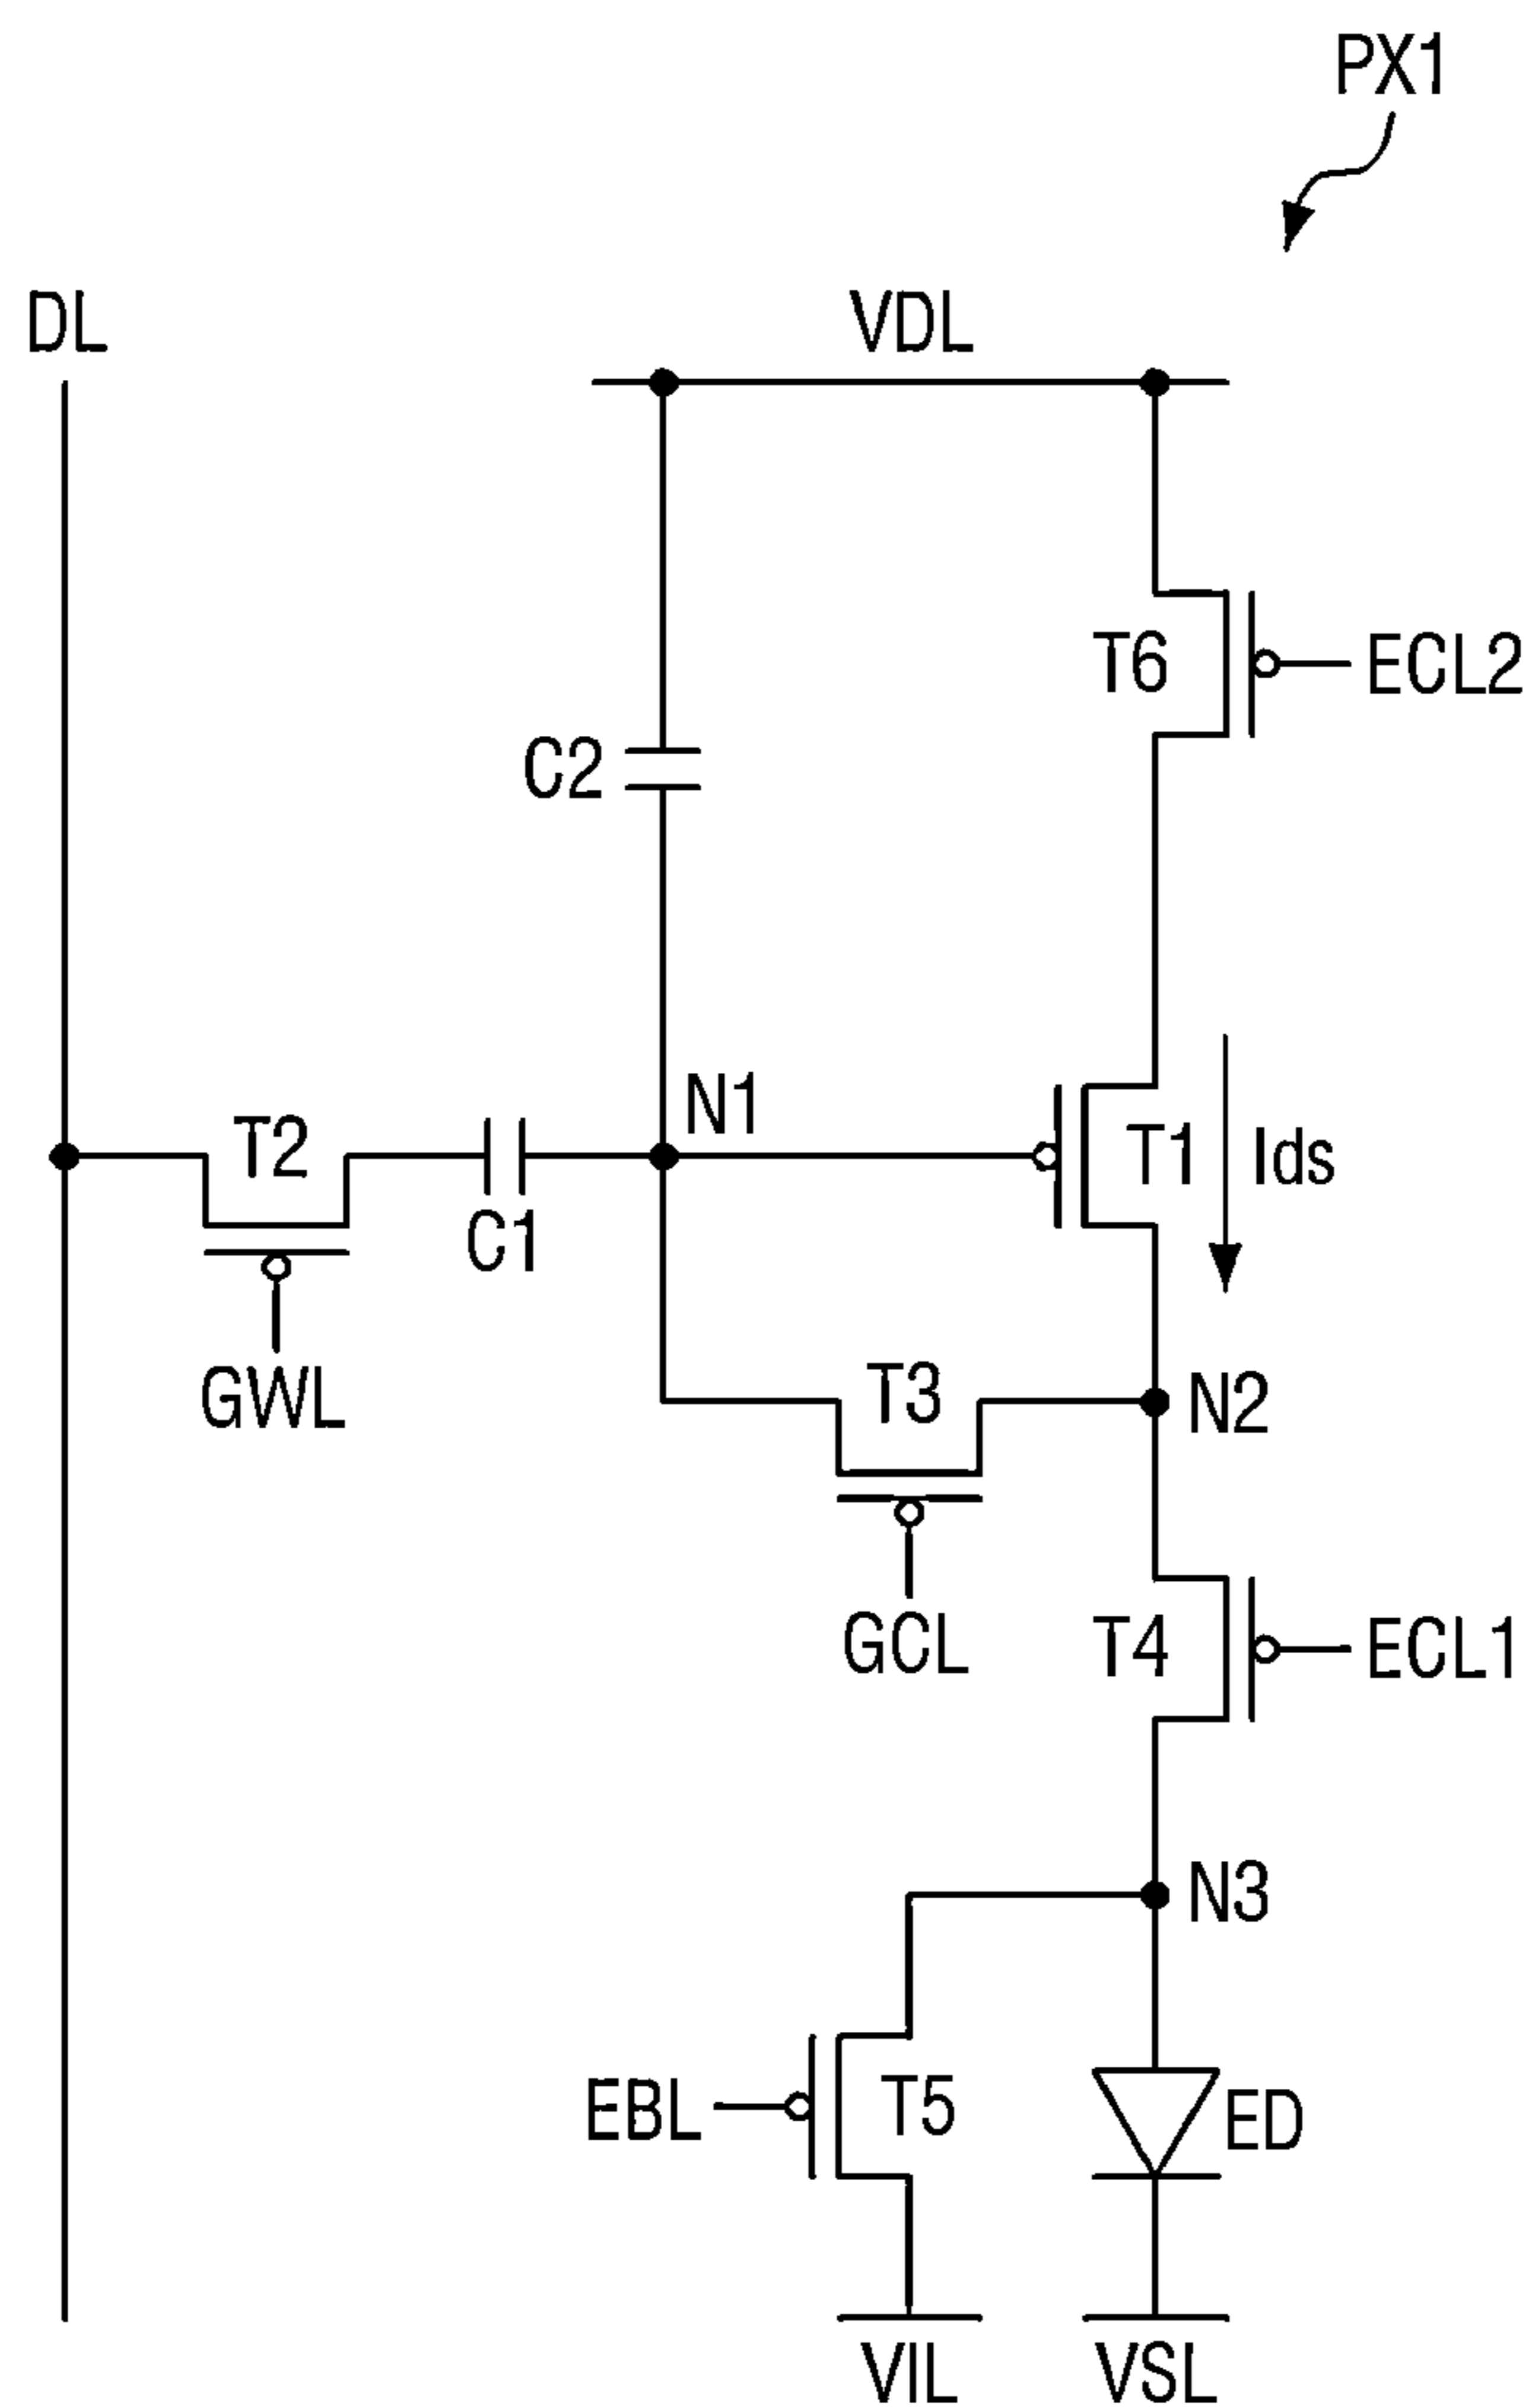 PX1
DL
VDL
T6
ECL2
C2
N1
T2
T1
Ids
C1
T3
N2
GWL
GCL
T4
ECL1
N3
EBL
T5
ED
VIL
VSL